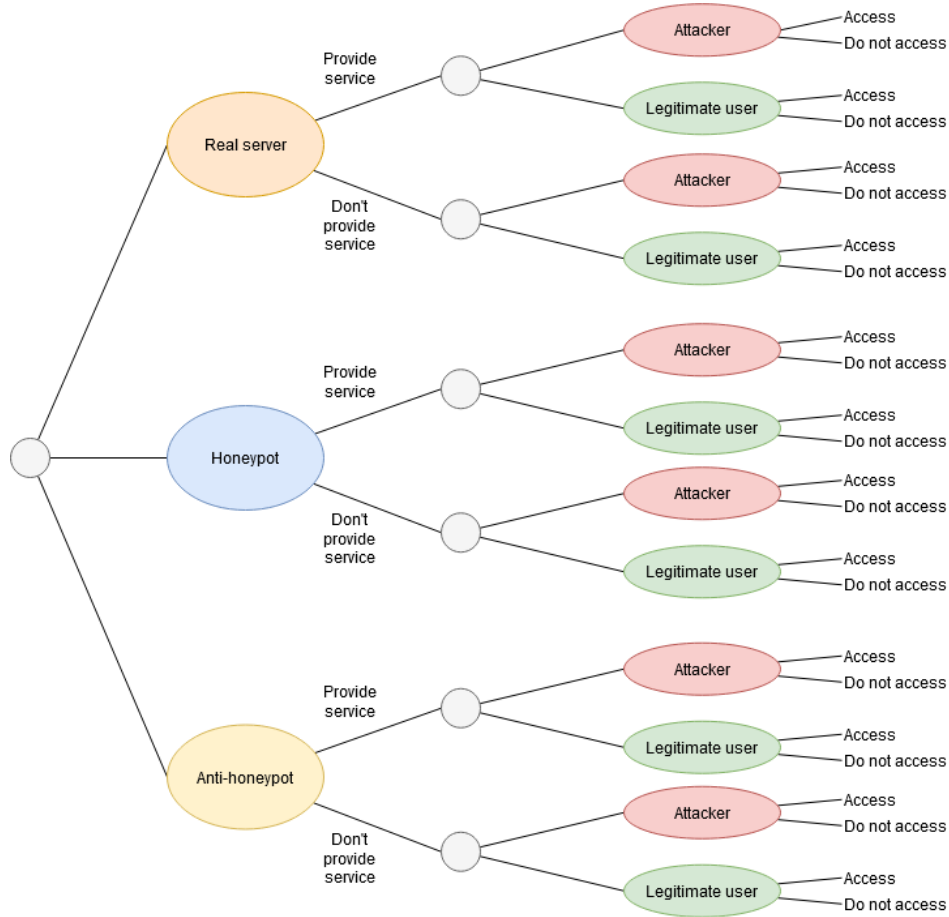 Access
Attacker
Do not access
Provide
service
Access
Legitimate user
Do not access
Real server
Access
Attacker
Do not access
Don't
provide
service
Access
Legitimate user
Do not access
Access
Attacker
Do not access
Provide
service
Access
Legitimate user
Do not access
Honeypot
Access
Attacker
Do not access
Don't
provide
service
Access
Legitimate user
Do not access
Access
Attacker
Do not access
Provide
service
Access
Legitimate user
Do not access
Anti-honeypot
Access
Attacker
Do not access
Don't
provide
service
Access
Legitimate user
Do not access